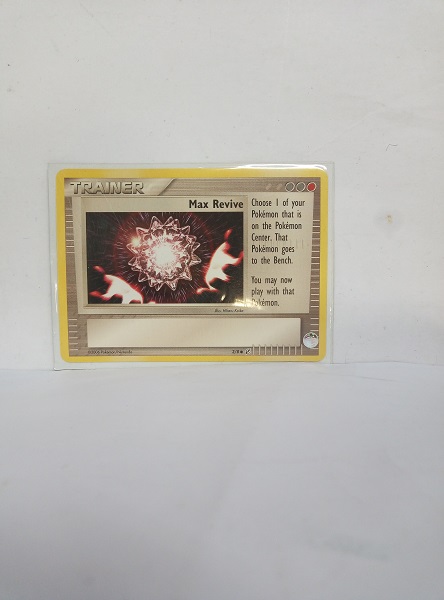 TRAINER
Max Revive
Choose 1 of your
Pokémon that is
on the Pokémon
Center. That
Pokémon goes
to the Bench.
You may now
play with that
Pokémon.